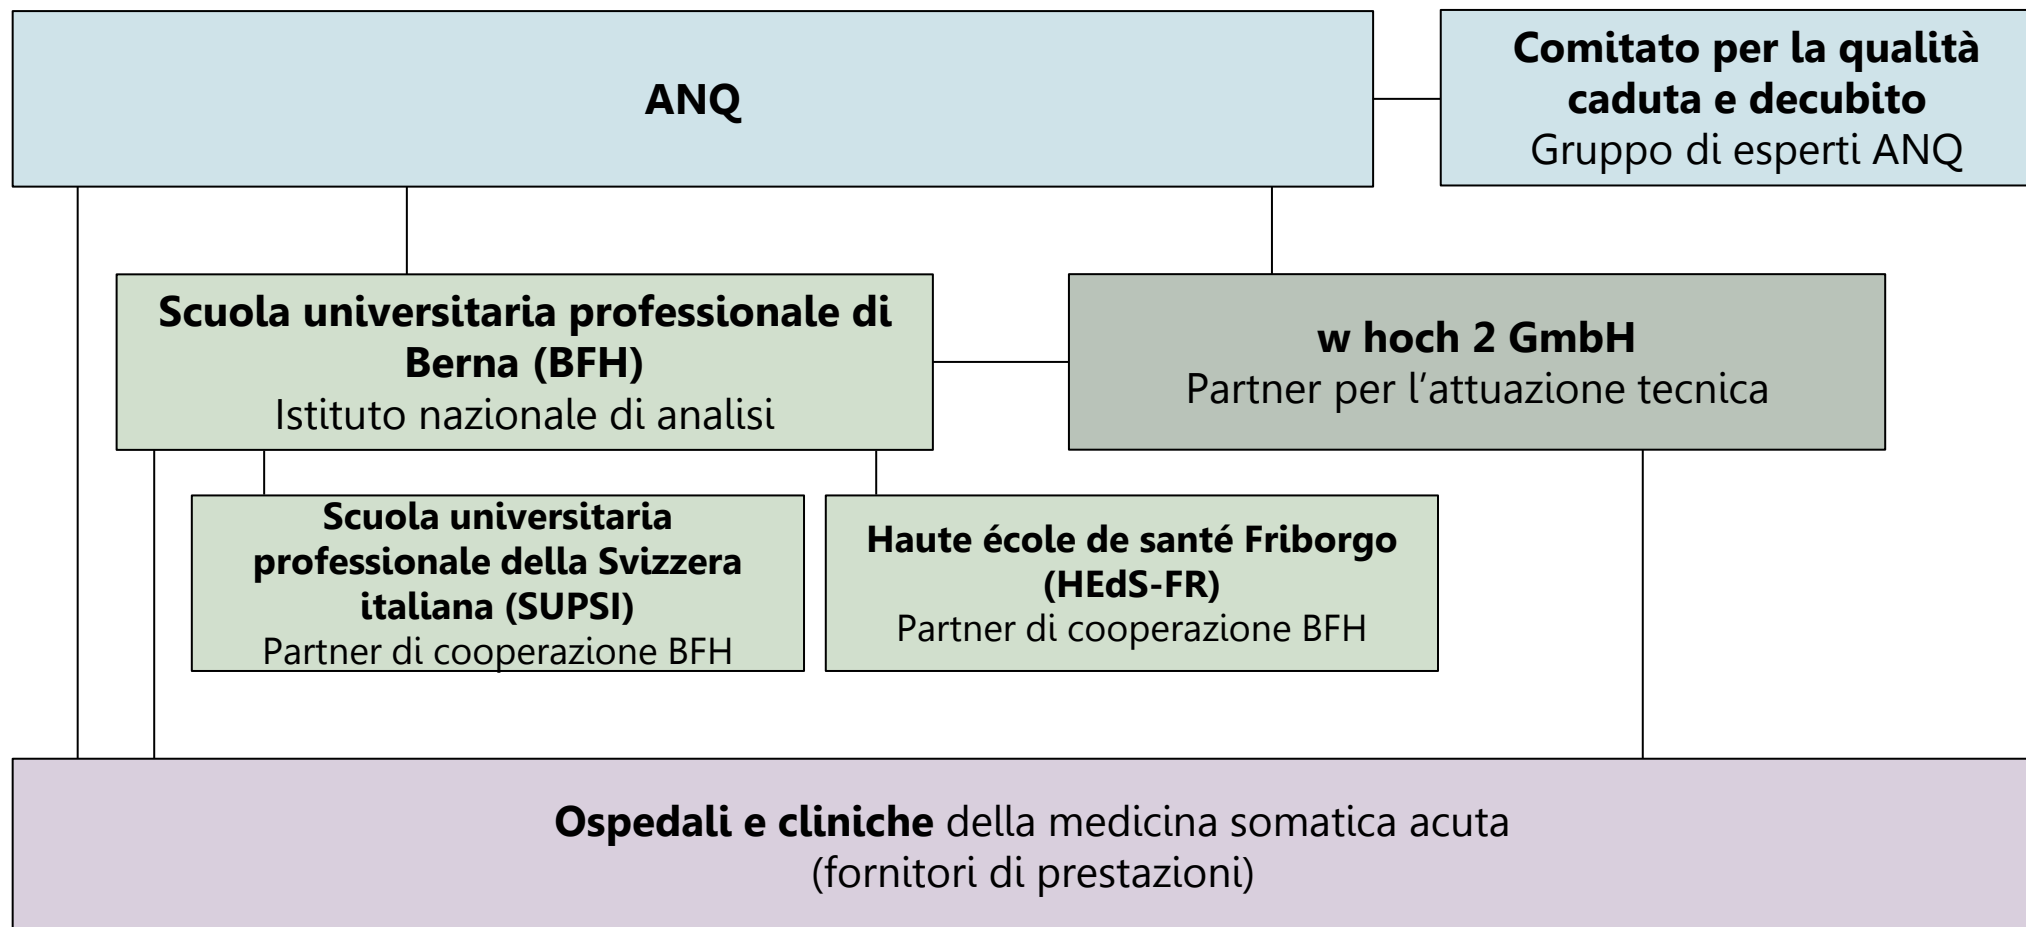 ANQ
Comitato per la qualità
caduta e decubito
Gruppo di esperti ANQ
Scuola universitaria professionale di
Berna (BFH)
Istituto nazionale di analisi
w hoch 2 GmbH
Partner per l’attuazione tecnica
Scuola universitaria
professionale della Svizzera
italiana (SUPSI)
Partner di cooperazione BFH
Haute école de santé Friborgo
(HEdS-FR)
Partner di cooperazione BFH
Ospedali e cliniche della medicina somatica acuta
(fornitori di prestazioni)